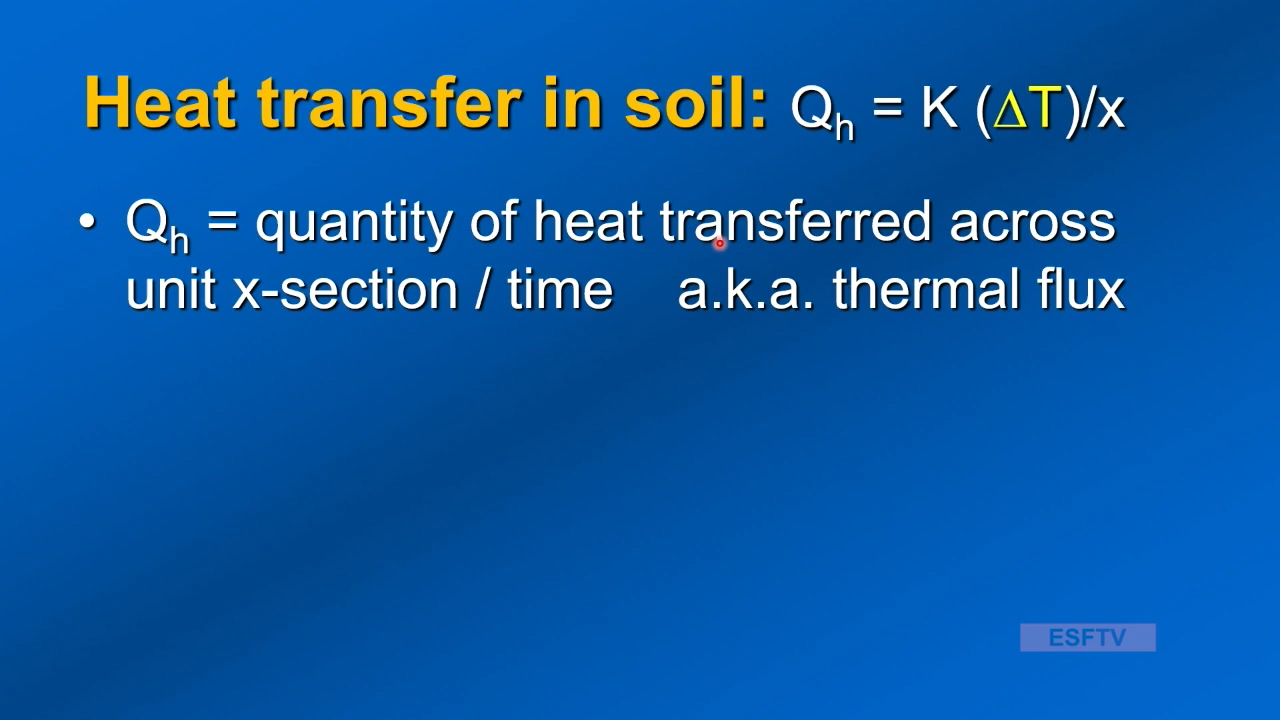 Heat transfer in soil: Qₕ = K (ΔT)/x
• Qₕ = quantity of heat transferred across
unit x-section / time a.k.a. thermal flux
ESFTV